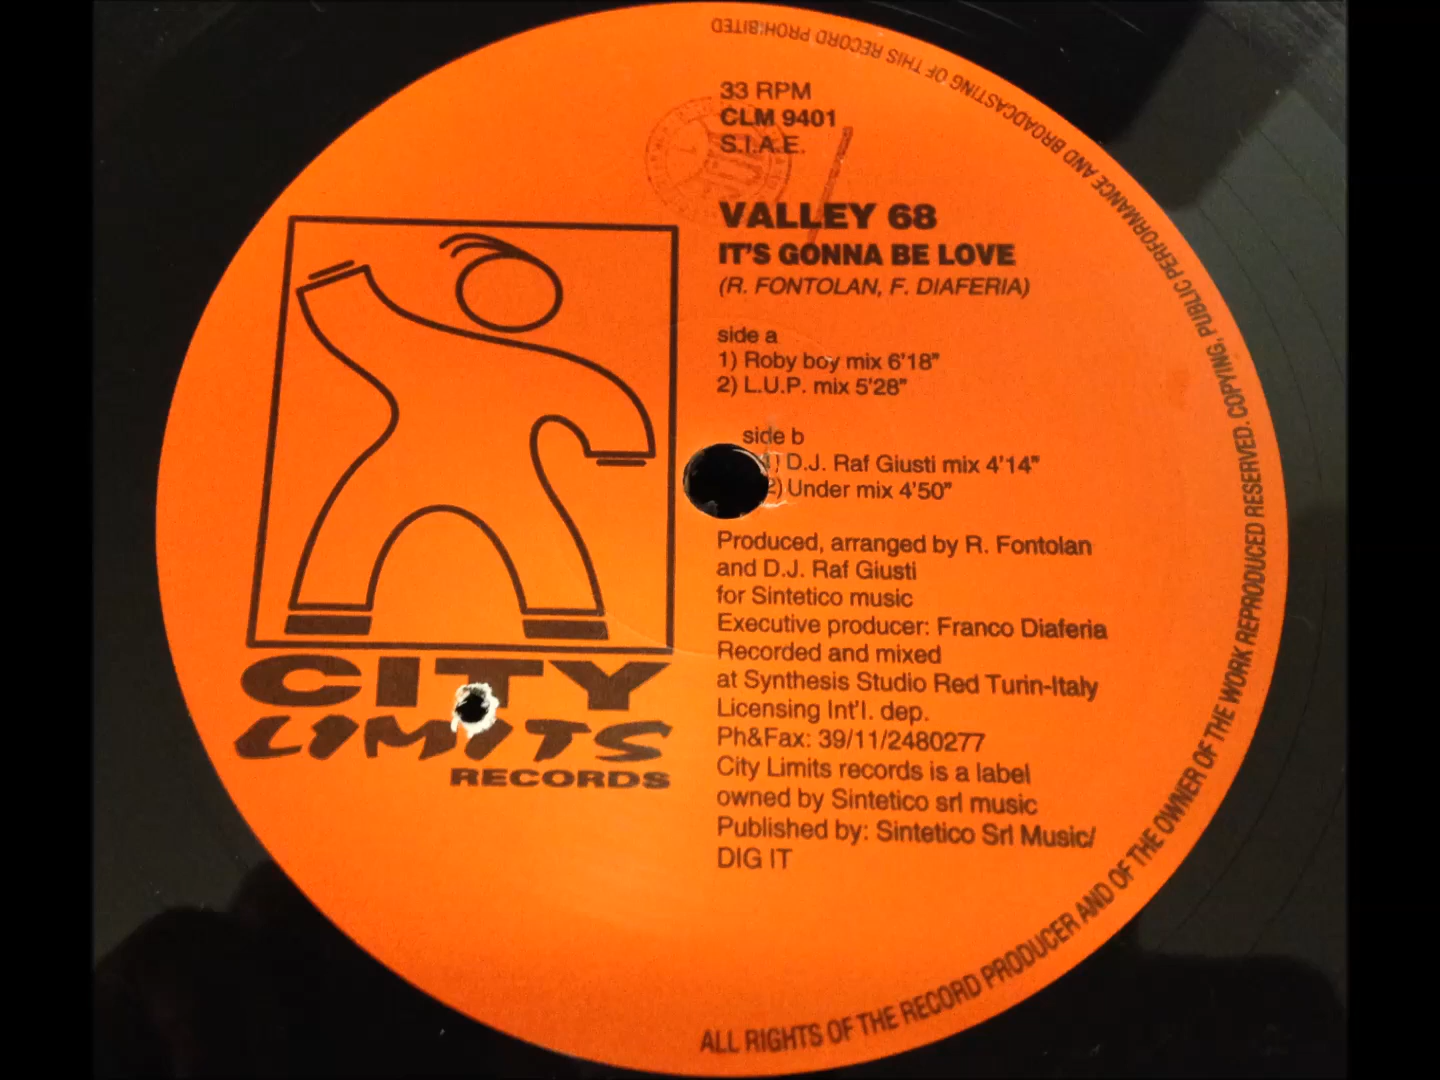 33 RPM
CLM 9401
S.I.A.E.
VALLEY 68
IT'S GONNA BE LOVE
(R. FONTOLAN, F. DIAFERIA)
side a
1) Roby boy mix 6'18"
2) L.U.P. mix 5'28"
side b
1) D.J. Raf Giusti mix 4'14"
2) Under mix 4'50"
Produced, arranged by R. Fontolan
and D.J. Raf Giusti
for Sintetico music
Executive producer: Franco Diaferia
Recorded and mixed
at Synthesis Studio Red Turin-Italy
Licensing Int'l. dep.
Ph&Fax: 39/11/2480277
City Limits records is a label
owned by Sintetico srl music
Published by: Sintetico Srl Music/
DIG IT
CITY
LIMITS
RECORDS
ALL RIGHTS OF THE RECORD PRODUCER AND OF THE OWNER OF THE WORK REPRODUCED RESERVED. COPYING, PUBLIC PERFORMANCE AND BROADCASTING OF THIS RECORD PROHIBITED